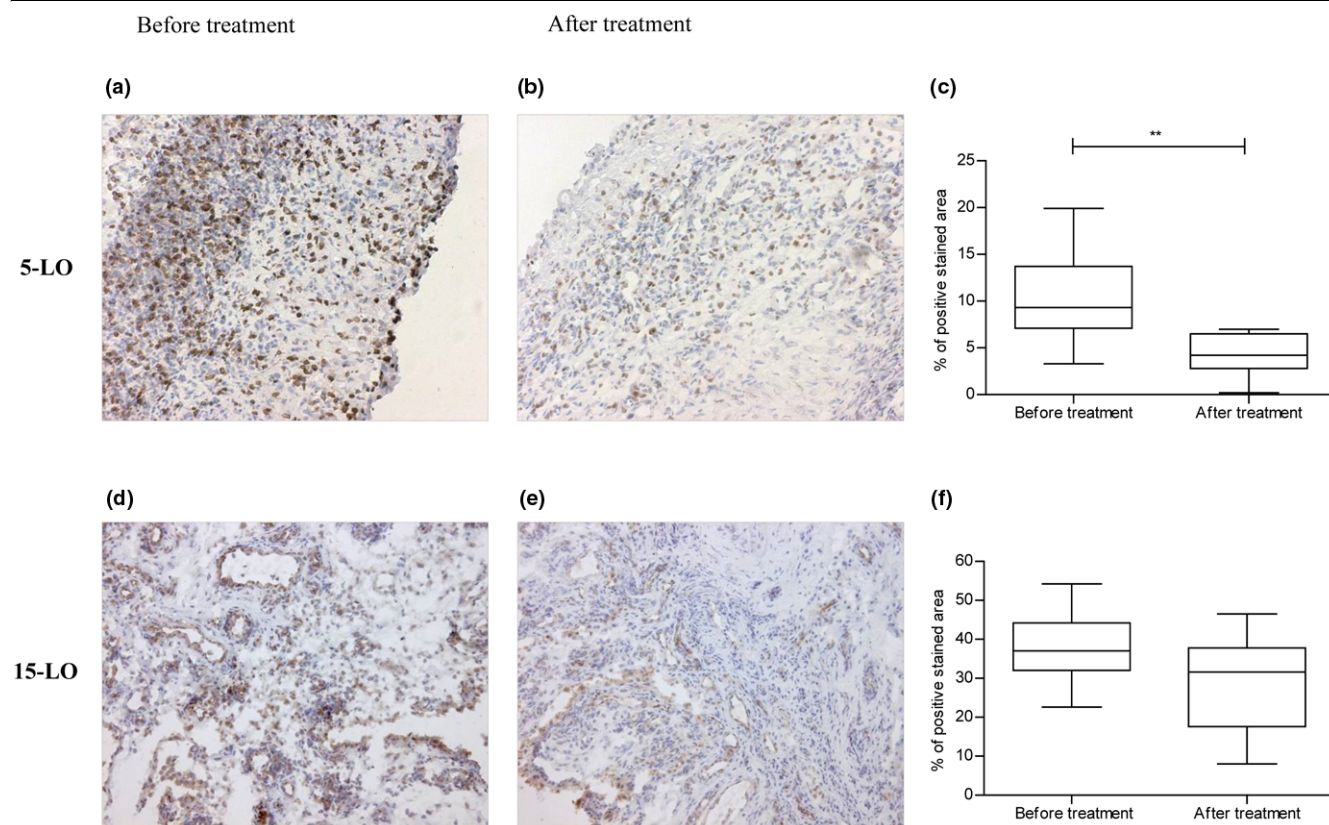 Before treatment After treatment
(a) (b) (c)
5-LO
**
% of positive stained area
25
20
15
10
5
0
Before treatment After treatment
(d) (e) (f)
15-LO
% of positive stained area
60
50
40
30
20
10
0
Before treatment After treatment